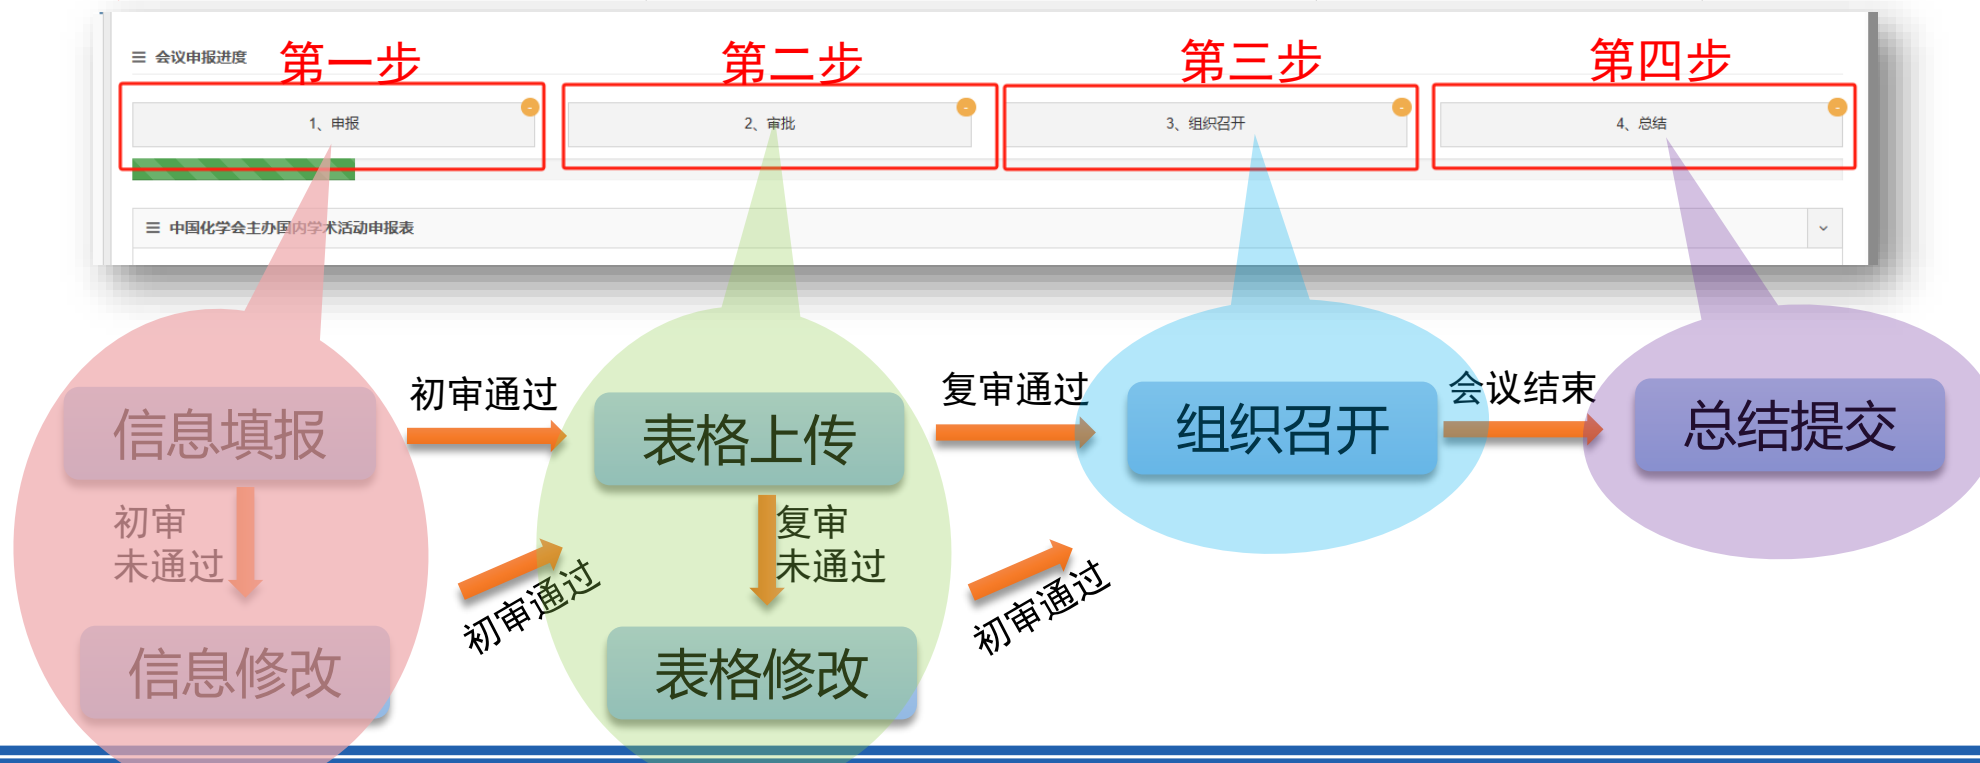 会议申报进度
第一步
第二步
第三步
第四步
1、申报
2、审批
3、组织召开
4、总结
中国化学会主办国内学术活动申报表
信息填报
初审通过
表格上传
复审通过
组织召开
会议结束
总结提交
初审
未通过
初审通过
复审
未通过
初审通过
信息修改
表格修改